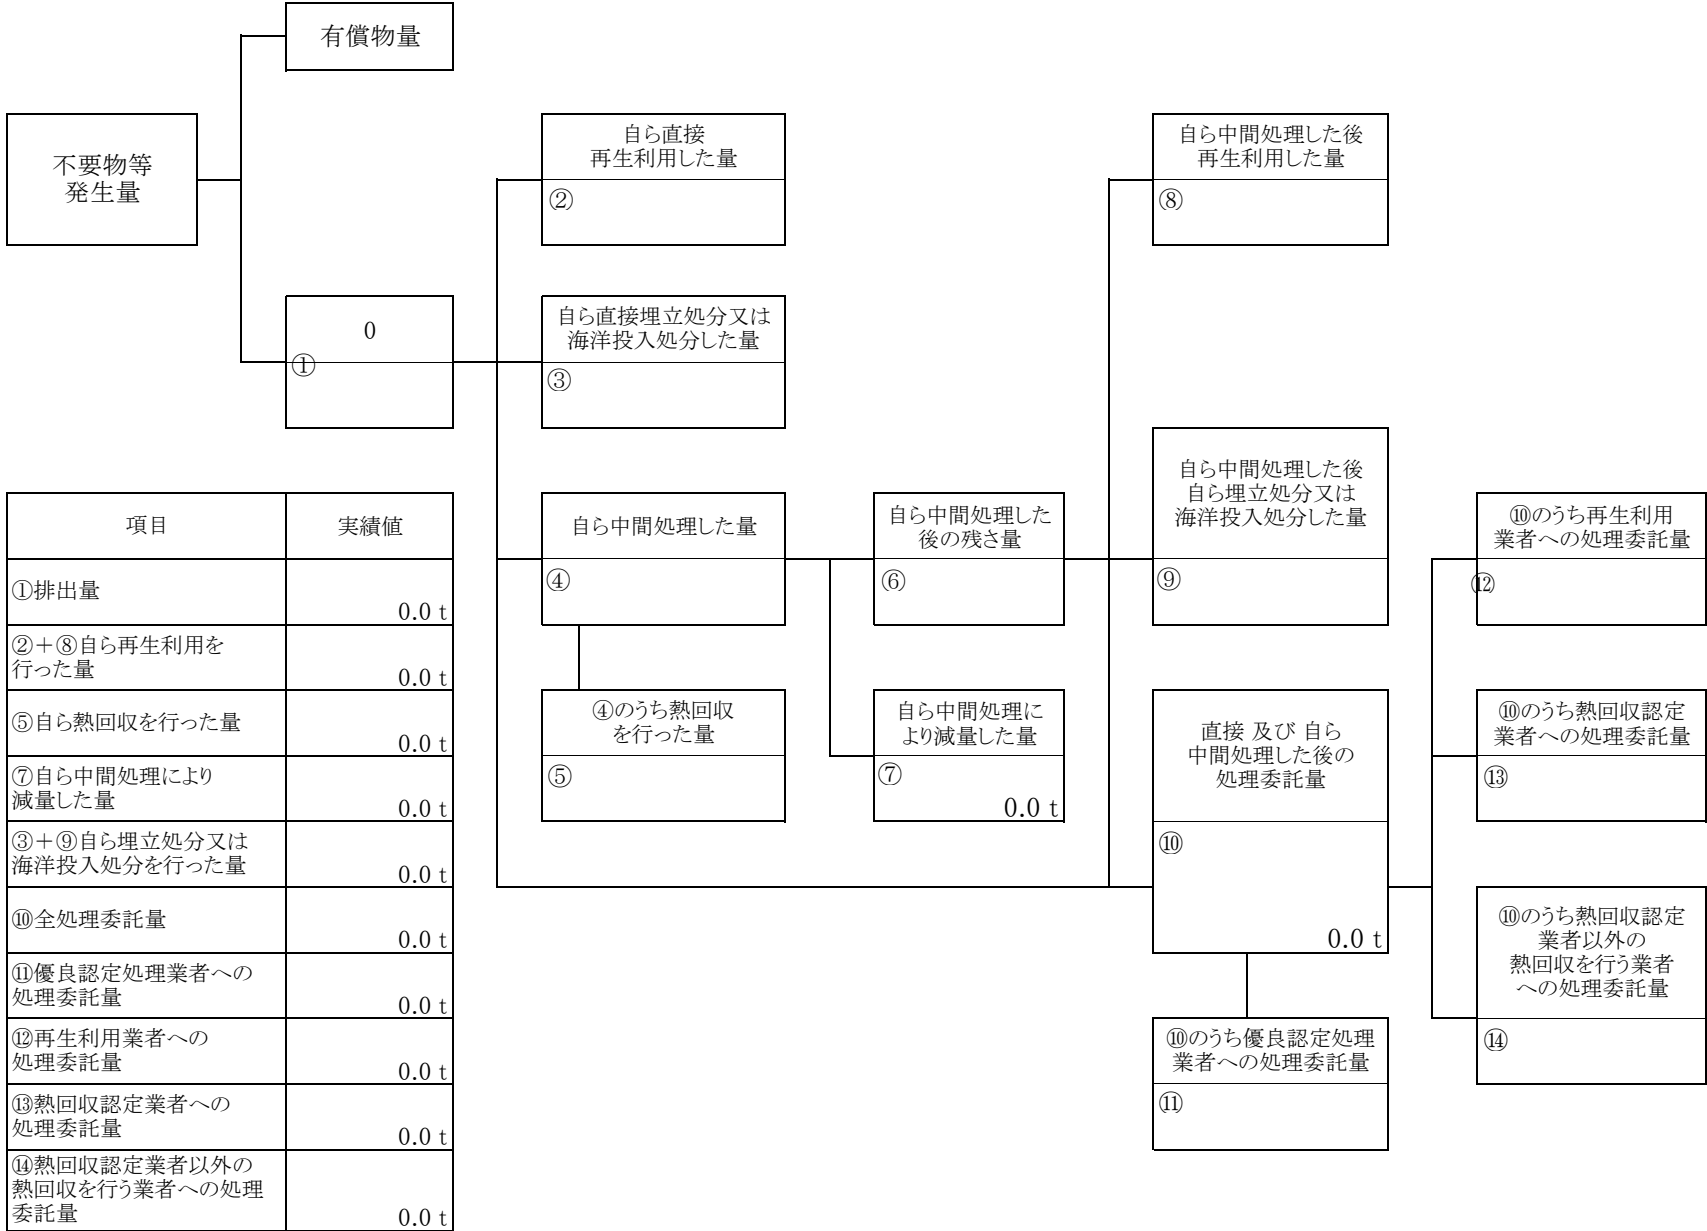 有償物量
不要物等
発生量
自ら直接
再生利用した量
②
自ら中間処理した後
再生利用した量
⑧
0
①
自ら直接埋立処分又は
海洋投入処分した量
③
自ら中間処理した量
④
自ら中間処理した
後の残さ量
⑥
自ら中間処理した後
自ら埋立処分又は
海洋投入処分した量
⑨
⑩のうち再生利用
業者への処理委託量
⑫
④のうち熱回収
を行った量
⑤
自ら中間処理に
より減量した量
⑦
0.0 t
直接 及び 自ら
中間処理した後の
処理委託量
⑩
0.0 t
⑩のうち熱回収認定
業者への処理委託量
⑬
⑩のうち熱回収認定
業者以外の
熱回収を行う業者
への処理委託量
⑭
⑩のうち優良認定処理
業者への処理委託量
⑪
項目 実績値
①排出量
0.0 t
②＋⑧自ら再生利用を
行った量
0.0 t
⑤自ら熱回収を行った量
0.0 t
⑦自ら中間処理により
減量した量
0.0 t
③＋⑨自ら埋立処分又は
海洋投入処分を行った量
0.0 t
⑩全処理委託量
0.0 t
⑪優良認定処理業者への
処理委託量
0.0 t
⑫再生利用業者への
処理委託量
0.0 t
⑬熱回収認定業者への
処理委託量
0.0 t
⑭熱回収認定業者以外の
熱回収を行う業者への処理
委託量
0.0 t